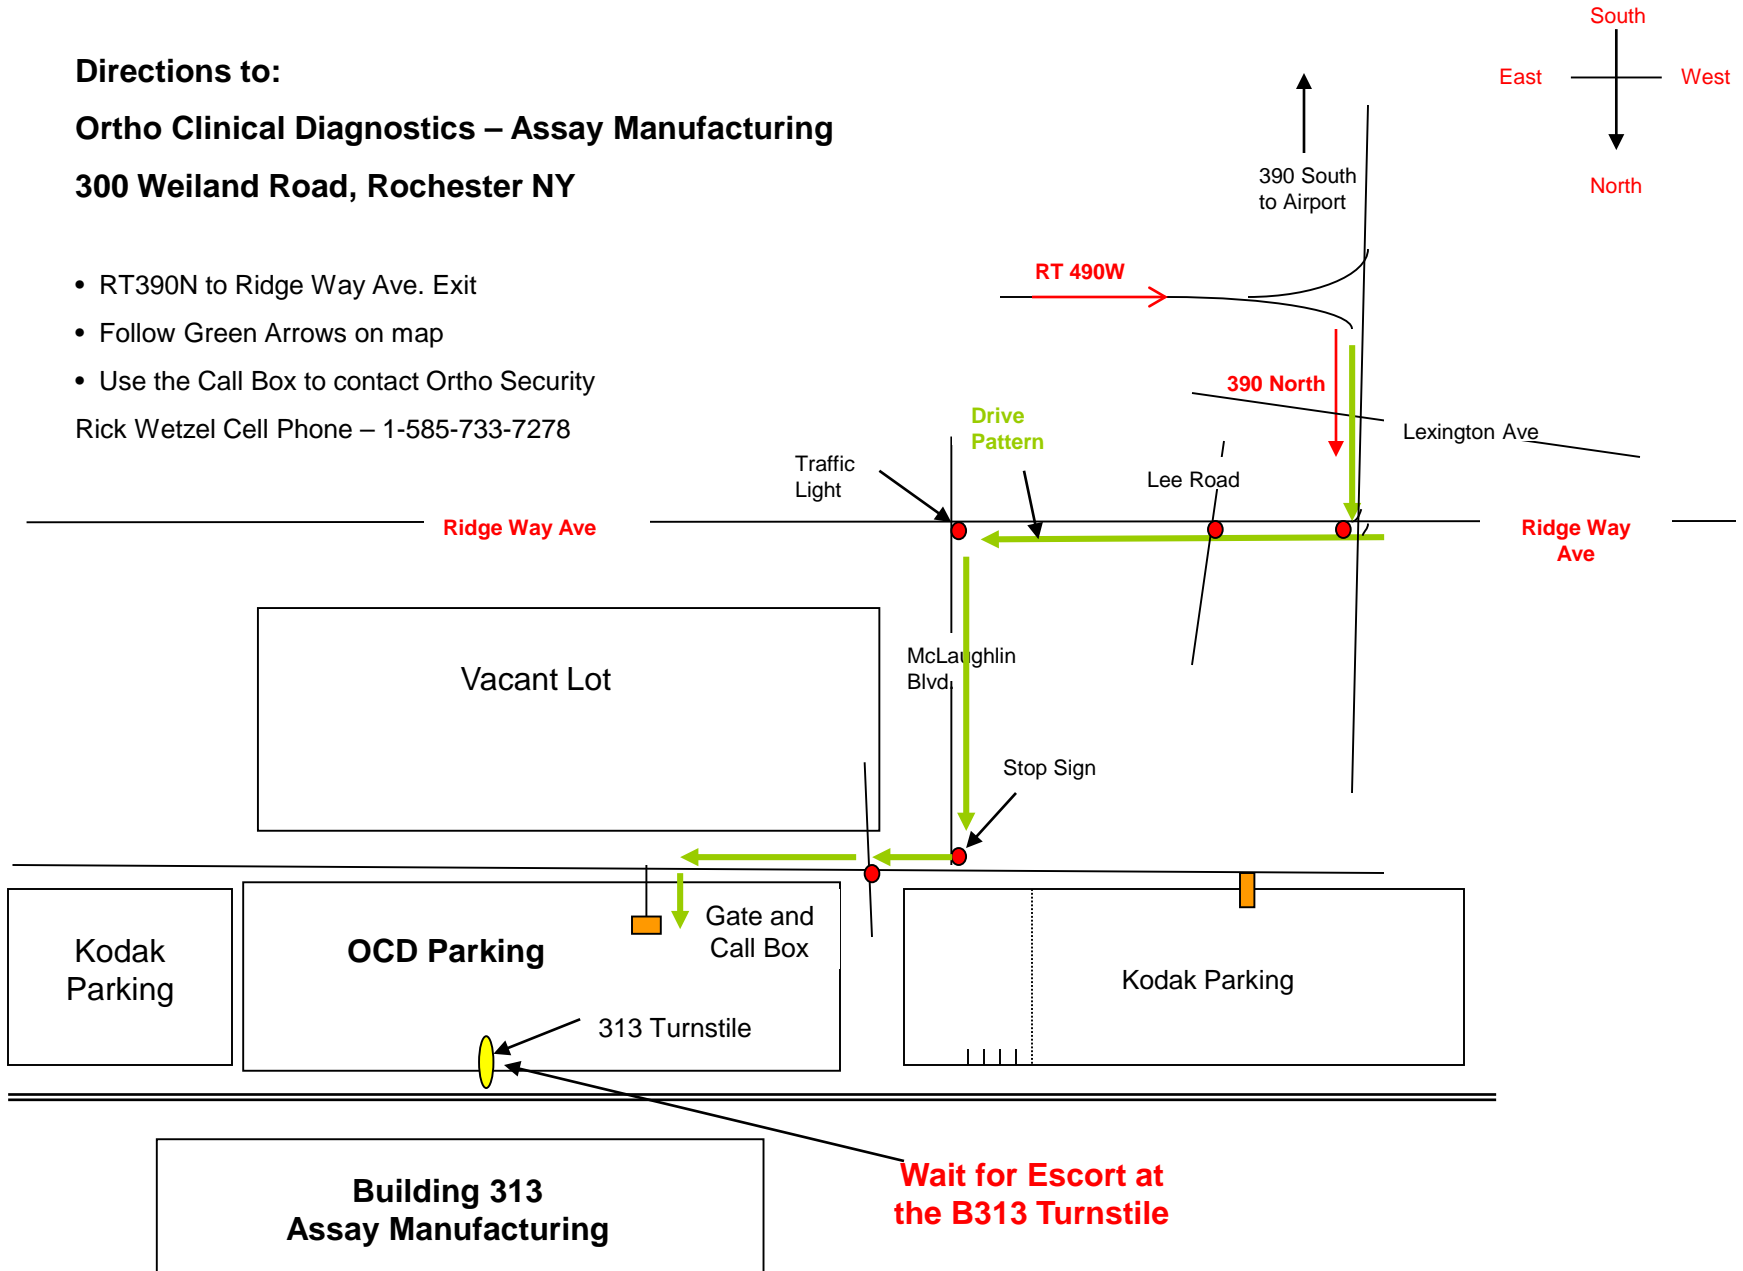 Directions to:
Ortho Clinical Diagnostics – Assay Manufacturing
300 Weiland Road, Rochester NY
• RT390N to Ridge Way Ave. Exit
• Follow Green Arrows on map
• Use the Call Box to contact Ortho Security
Rick Wetzel Cell Phone – 1-585-733-7278
South
East
West
North
390 South
to Airport
RT 490W
390 North
Drive
Pattern
Lexington Ave
Traffic
Light
Lee Road
Ridge Way Ave
Ridge Way
Ave
Vacant Lot
McLaughlin
Blvd.
Stop Sign
Kodak
Parking
OCD Parking
Gate and
Call Box
Kodak Parking
313 Turnstile
Wait for Escort at
the B313 Turnstile
Building 313
Assay Manufacturing